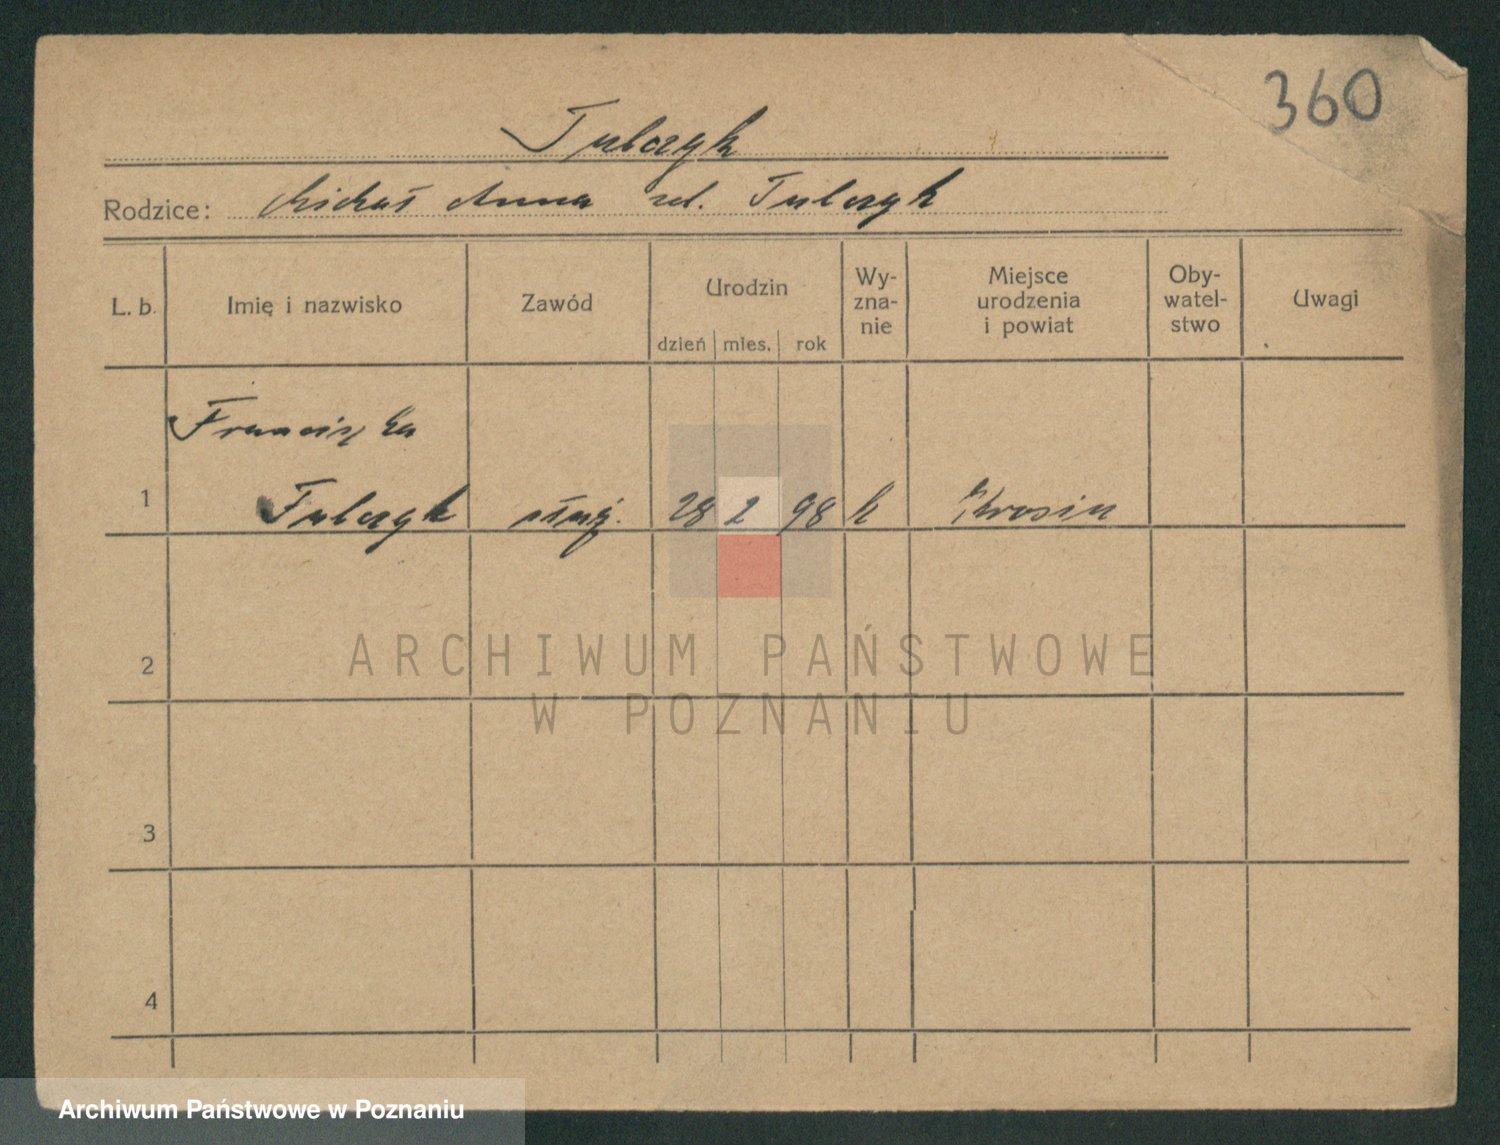 360
Tulczyk
Rodzice: Michał Anna zd. Tulczyk
L. b. Imię i nazwisko Zawód Urodzin dzień mies. rok Wy-zna-nie Miejsce urodzenia i powiat Oby-watel-stwo Uwagi
Franciszka
1 Tulczyk służ. 28 2 98 k
2
3
4
ARCHIWUM PAŃSTWOWE
W POZNANIU
Archiwum Państwowe w Poznaniu